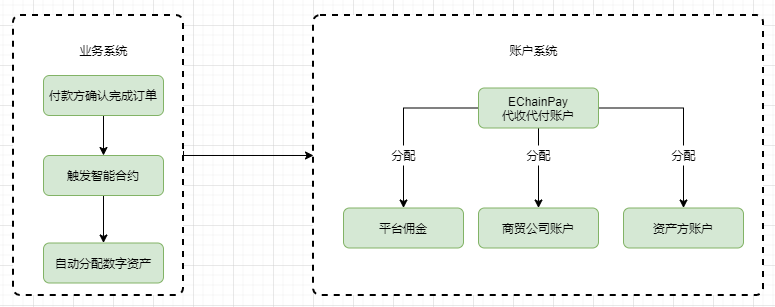 业务系统
付款方确认完成订单
触发智能合约
自动分配数字资产
账户系统
EChainPay
代收代付账户
分配
分配
分配
平台佣金
商贸公司账户
资产方账户